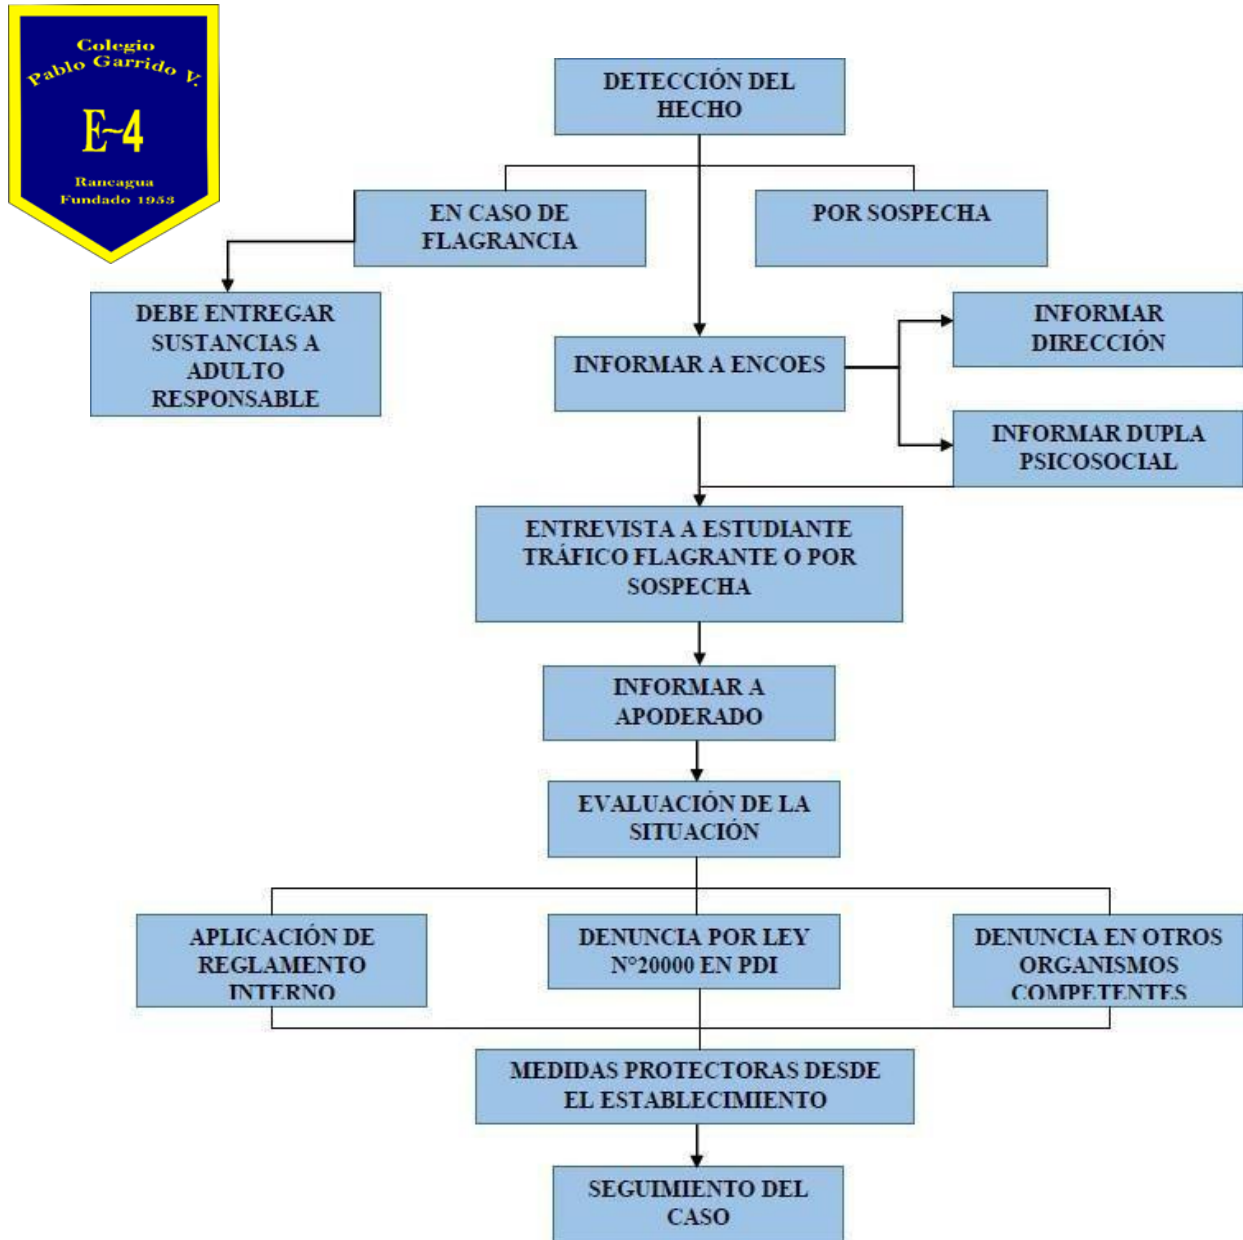 Colegio
Pablo Garrido V.
E~4
Rancagua
Fundado 1953
DETECCIÓN DEL
HECHO
EN CASO DE
FLAGRANCIA
POR SOSPECHA
DEBE ENTREGAR
SUSTANCIAS A
ADULTO
RESPONSABLE
INFORMAR A ENCOES
INFORMAR
DIRECCIÓN
INFORMAR DUPLA
PSICOSOCIAL
ENTREVISTA A ESTUDIANTE
TRÁFICO FLAGRANTE O POR
SOSPECHA
INFORMAR A
APODERADO
EVALUACIÓN DE LA
SITUACIÓN
APLICACIÓN DE
REGLAMENTO
INTERNO
DENUNCIA POR LEY
N°20000 EN PDI
DENUNCIA EN OTROS
ORGANISMOS
COMPETENTES
MEDIDAS PROTECTORAS DESDE
EL ESTABLECIMIENTO
SEGUIMIENTO DEL
CASO